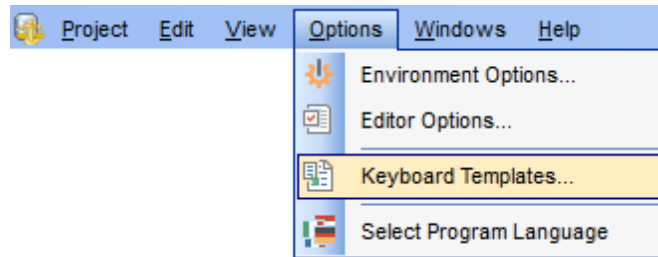 Project Edit View Options Windows Help
Environment Options...
Editor Options...
Keyboard Templates...
Select Program Language